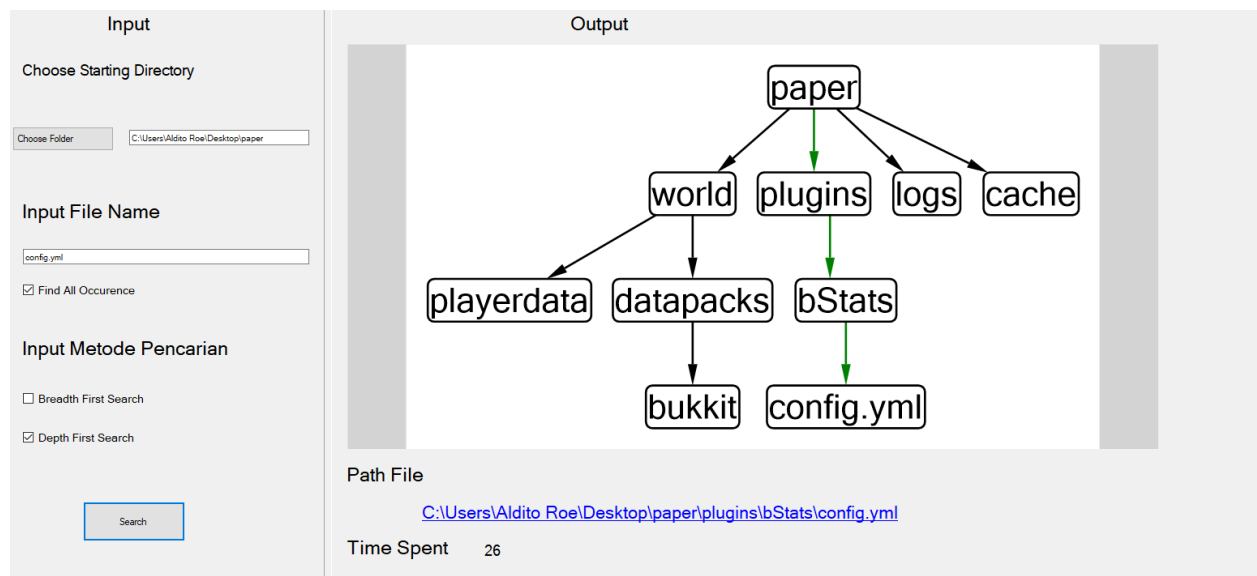 Input
Choose Starting Directory
Choose Folder
C:\Users\Aldito Roe\Desktop\paper
Input File Name
config.yml
Find All Occurence
Input Metode Pencarian
Breadth First Search
Depth First Search
Search
Output
paper
world
plugins
logs
cache
playerdata
datapacks
bStats
bukkit
config.yml
Path File
C:\Users\Aldito Roe\Desktop\paper\plugins\bStats\config.yml
Time Spent 26